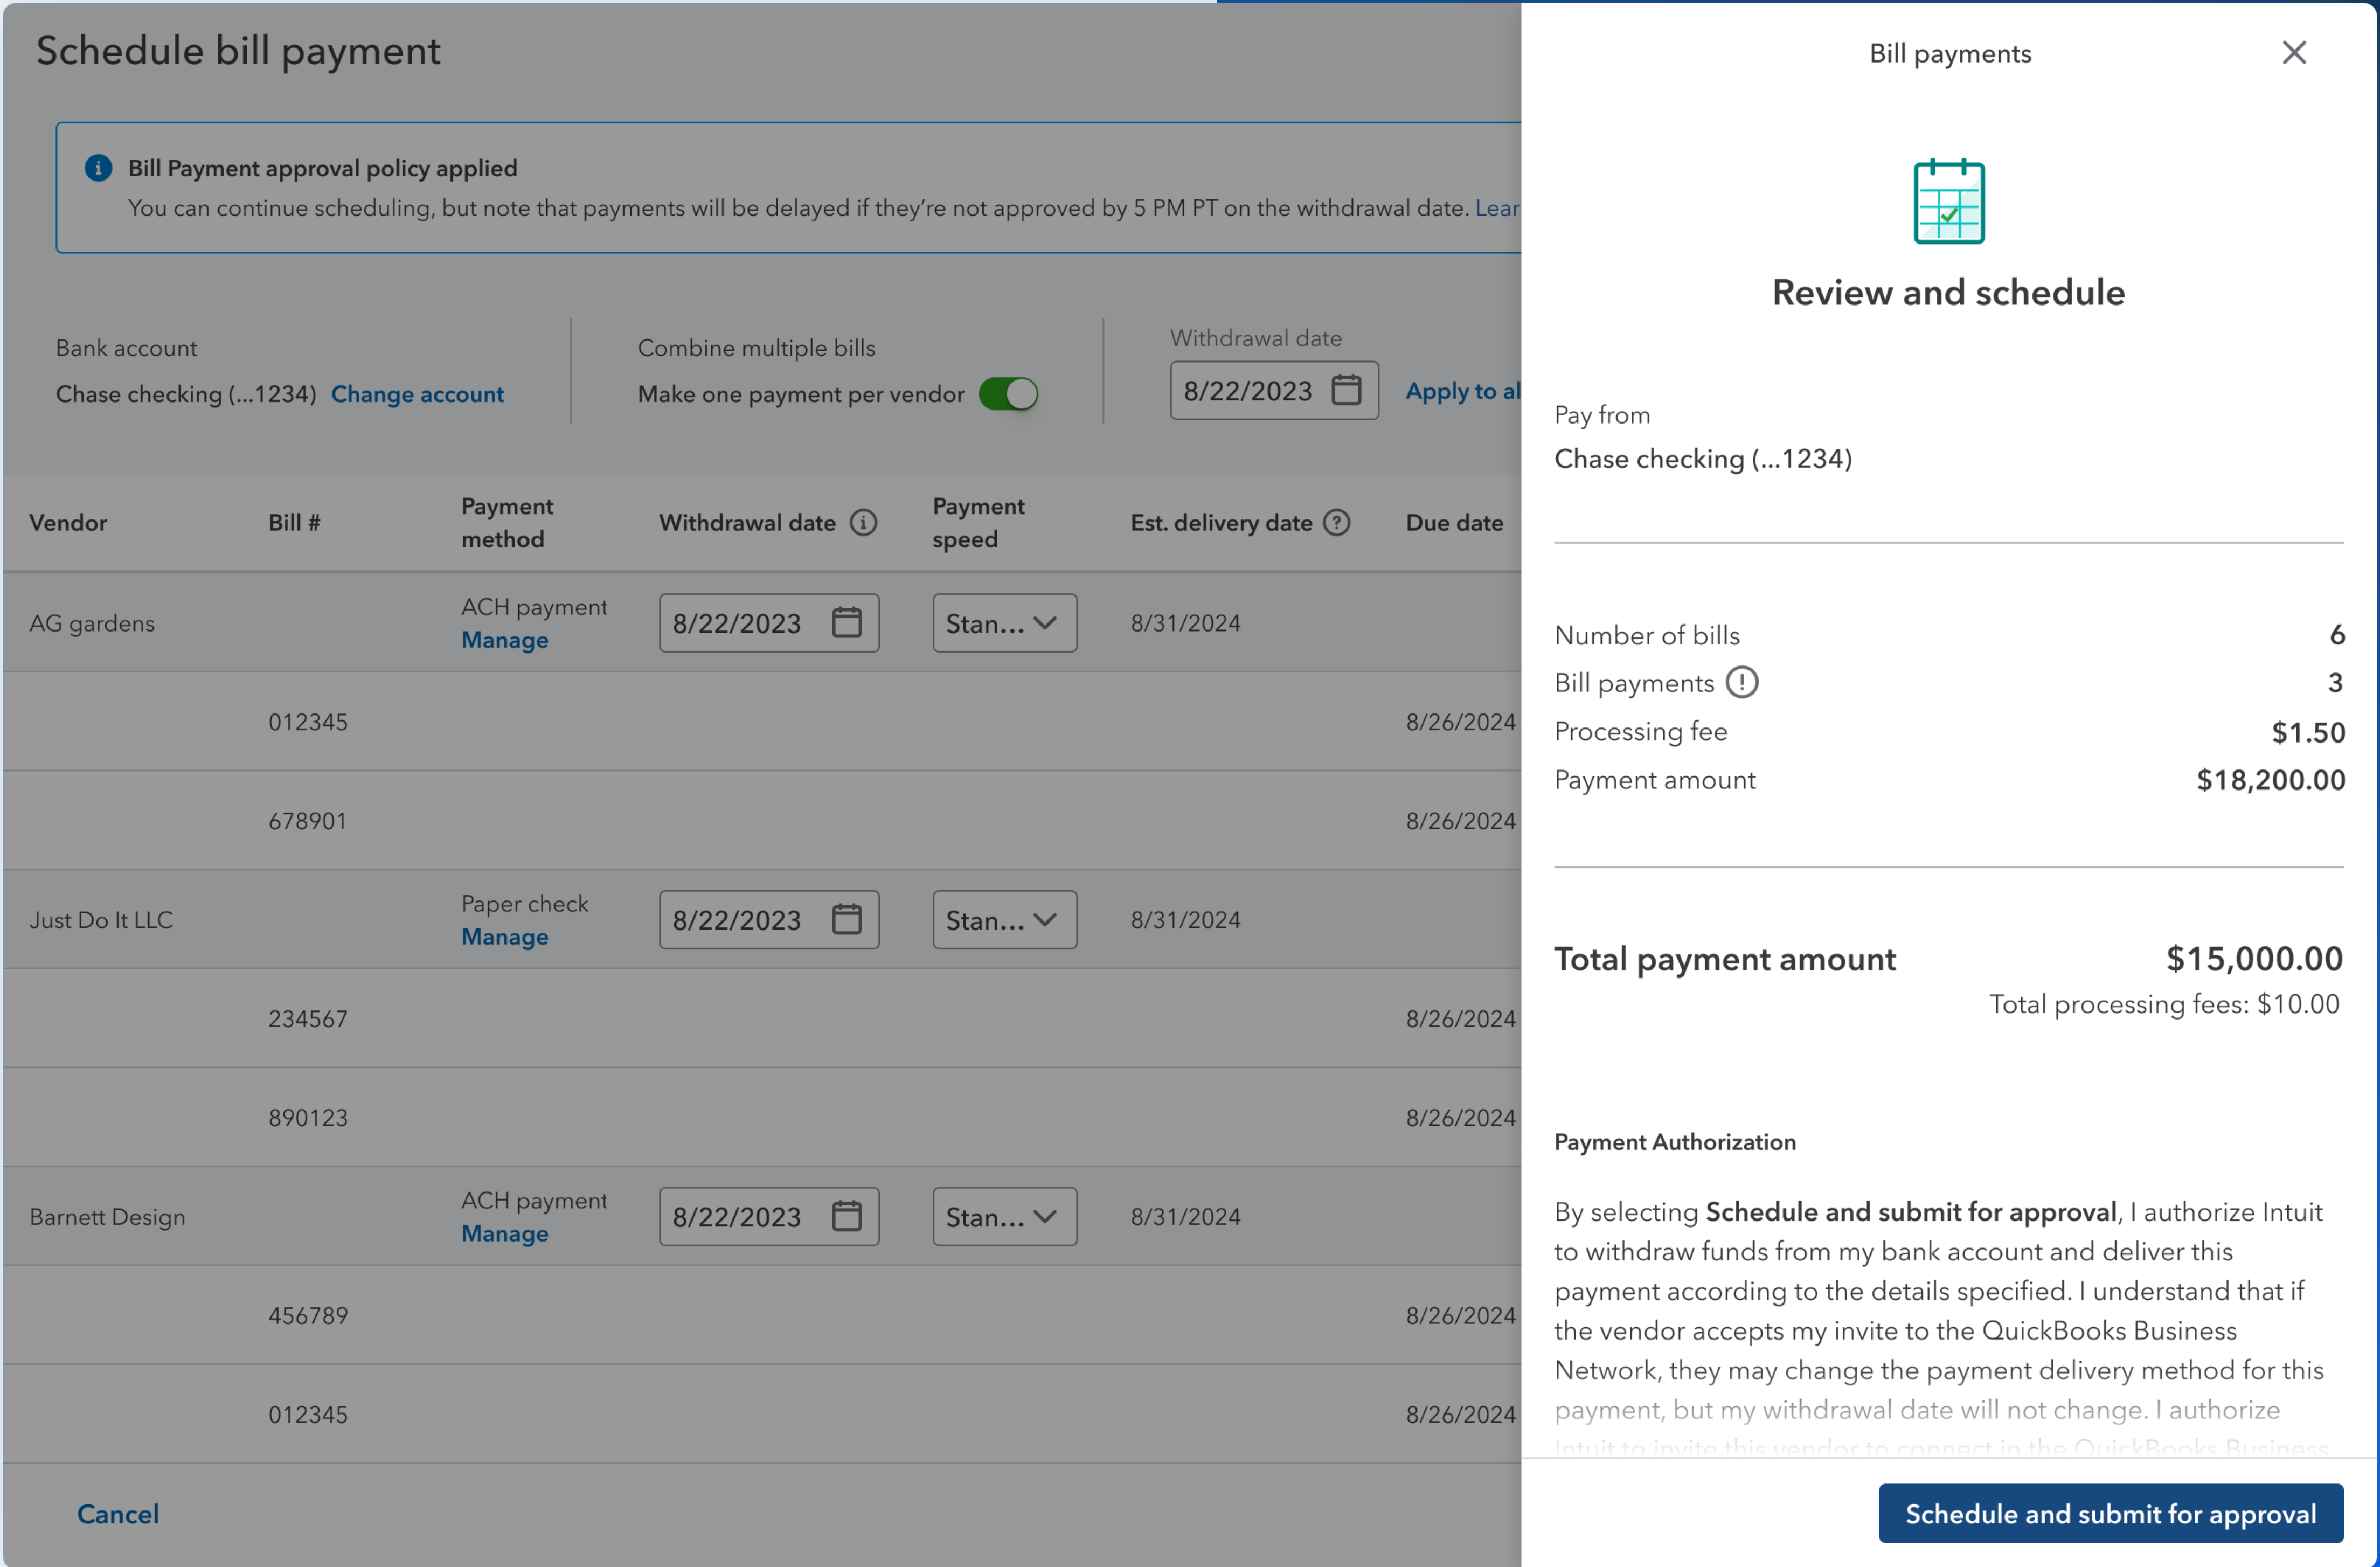 Schedule bill payment
Bill Payment approval policy applied
You can continue scheduling, but note that payments will be delayed if they’re not approved by 5 PM PT on the withdrawal date. Lear
Bank account
Chase checking (...1234) Change account
Combine multiple bills
Make one payment per vendor
Withdrawal date
8/22/2023
Apply to al
Vendor Bill # Payment method Withdrawal date Payment speed Est. delivery date Due date
AG gardens ACH payment Manage 8/22/2023 Stan... 8/31/2024
012345 8/26/2024
678901 8/26/2024
Just Do It LLC Paper check Manage 8/22/2023 Stan... 8/31/2024
234567 8/26/2024
890123 8/26/2024
Barnett Design ACH payment Manage 8/22/2023 Stan... 8/31/2024
456789 8/26/2024
012345 8/26/2024
Cancel
Bill payments
Review and schedule
Pay from
Chase checking (...1234)
Number of bills 6
Bill payments 3
Processing fee $1.50
Payment amount $18,200.00
Total payment amount $15,000.00
Total processing fees: $10.00
Payment Authorization
By selecting Schedule and submit for approval, I authorize Intuit
to withdraw funds from my bank account and deliver this
payment according to the details specified. I understand that if
the vendor accepts my invite to the QuickBooks Business
Network, they may change the payment delivery method for this
payment, but my withdrawal date will not change. I authorize
Intuit to invite this vendor to connect in the QuickBooks Business
Schedule and submit for approval